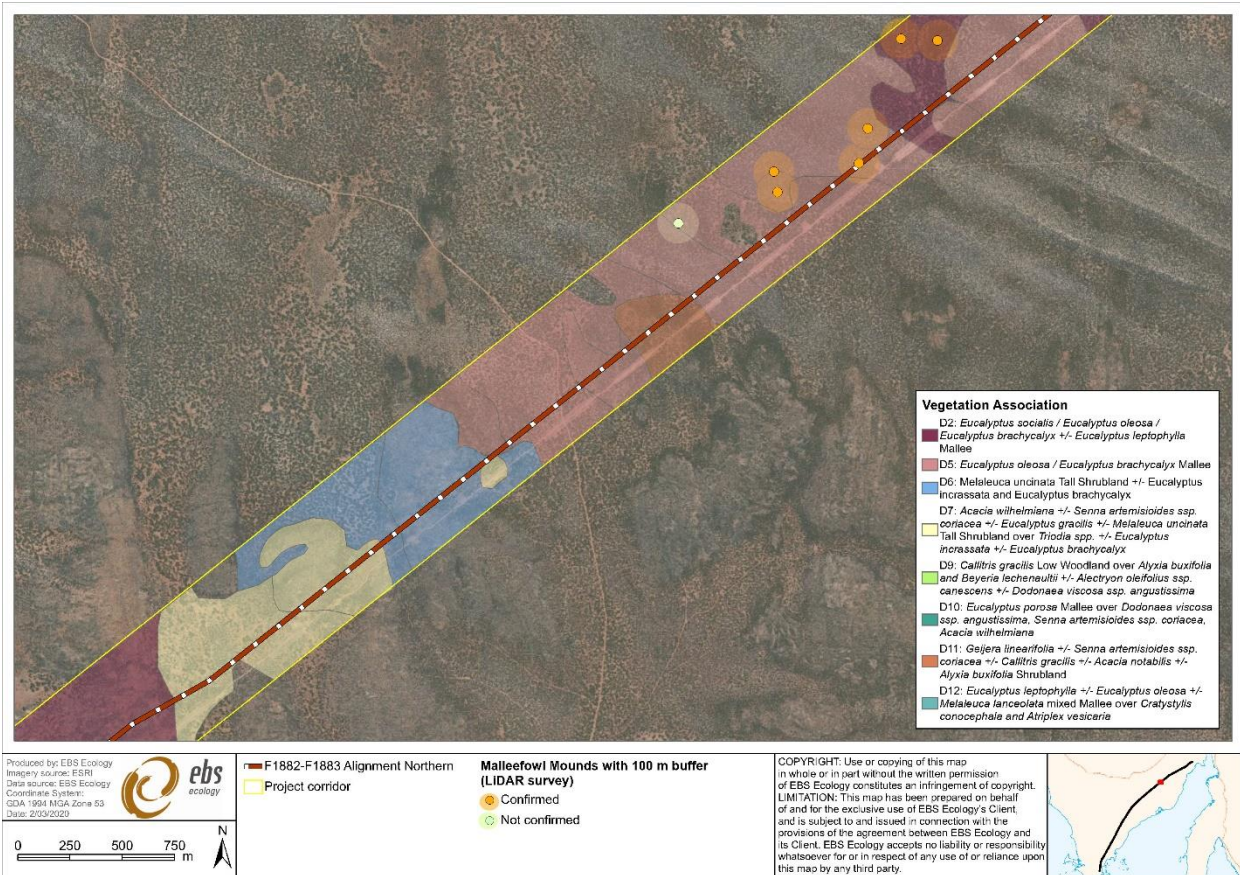 Vegetation Association
D2: Eucalyptus socialis / Eucalyptus oleosa /
Eucalyptus brachycalyx +/- Eucalyptus leptophylla
Mallee
D5: Eucalyptus oleosa / Eucalyptus brachycalyx Mallee
D6: Melaleuca uncinata Tall Shrubland +/- Eucalyptus
incrassata and Eucalyptus brachycalyx
D7: Acacia wilhelmiana +/- Senna artemisioides ssp.
coriacea +/- Eucalyptus gracilis +/- Melaleuca uncinata
Tall Shrubland over Triodia spp. +/- Eucalyptus
incrassata +/- Eucalyptus brachycalyx
D9: Callitris gracilis Low Woodland over Alyxia buxifolia
and Beyeria lechenaultii +/- Alectryon oleifolius ssp.
canescens +/- Dodonaea viscosa ssp. angustissima
D10: Eucalyptus porosa Mallee over Dodonaea viscosa
ssp. angustissima, Senna artemisioides ssp. coriacea,
Acacia wilhelmiana
D11: Geijera linearifolia +/- Senna artemisioides ssp.
coriacea +/- Callitris gracilis +/- Acacia notabilis +/-
Alyxia buxifolia Shrubland
D12: Eucalyptus leptophylla +/- Eucalyptus oleosa +/-
Melaleuca lanceolata mixed Mallee over Cratystylis
conocephala and Atriplex vesicaria
Produced by: EBS Ecology
Imagery source: ESRI
Data source: EBS Ecology
Coordinate System:
GDA 1994 MGA Zone 53
Date: 2/03/2020
ebs
ecology
0 250 500 750
m
N
F1882-F1883 Alignment Northern
Project corridor
Malleefowl Mounds with 100 m buffer
(LiDAR survey)
Confirmed
Not confirmed
COPYRIGHT: Use or copying of this map
in whole or in part without the written permission
of EBS Ecology constitutes an infringement of copyright.
LIMITATION: This map has been prepared on behalf
of and for the exclusive use of EBS Ecology's Client,
and is subject to and issued in connection with the
provisions of the agreement between EBS Ecology and
its Client. EBS Ecology accepts no liability or responsibility
whatsoever for or in respect of any use of or reliance upon
this map by any third party.